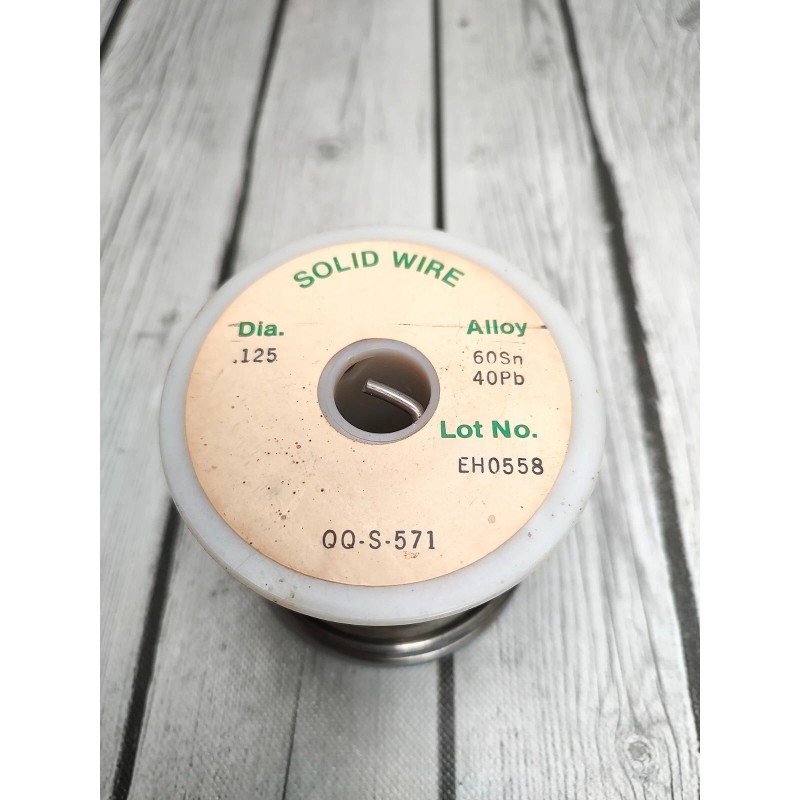 SOLID WIRE
Dia.
.125
Alloy
60Sn
40Pb
Lot No.
EH0558
QQ-S-571